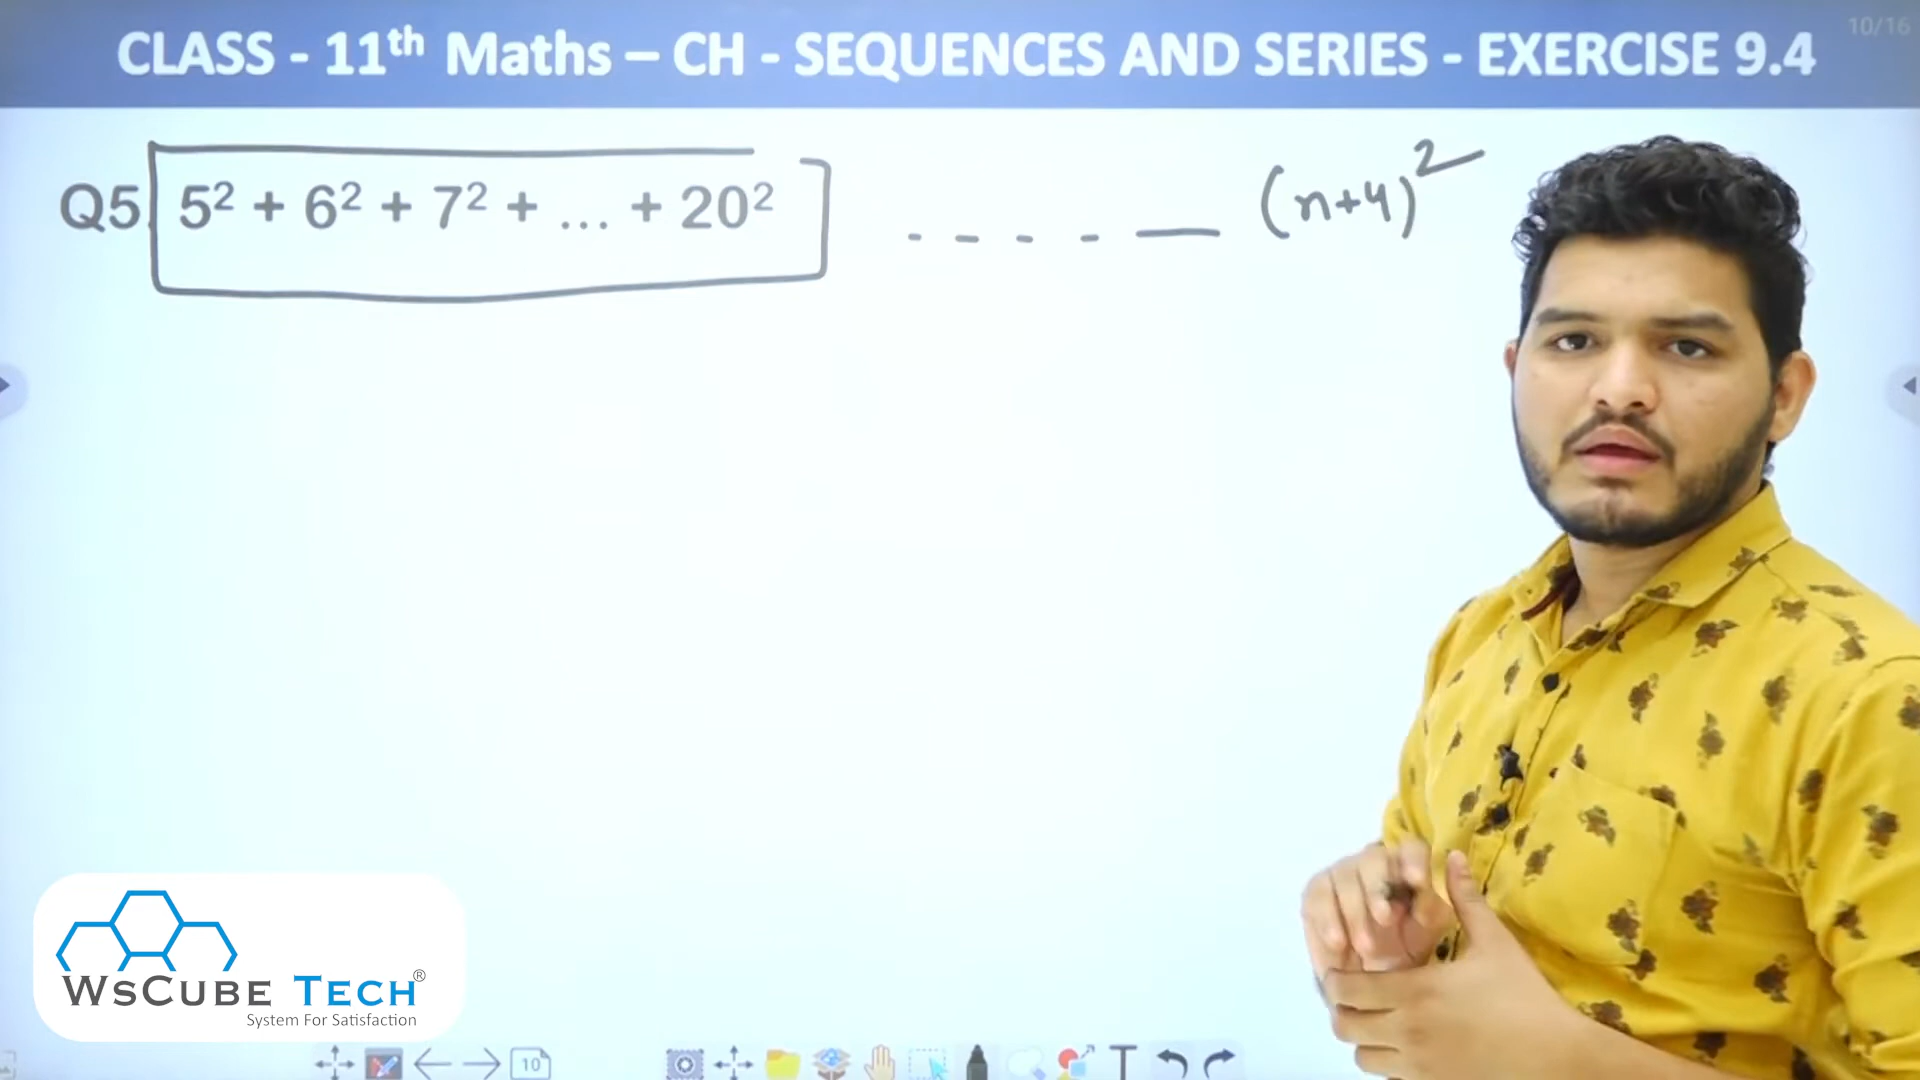 10/16
CLASS - 11th Maths – CH - SEQUENCES AND SERIES - EXERCISE 9.4
Q5 5² + 6² + 7² + ... + 20² - - - - — (n+4)²
WSCUBE TECH®
System For Satisfaction
10
T